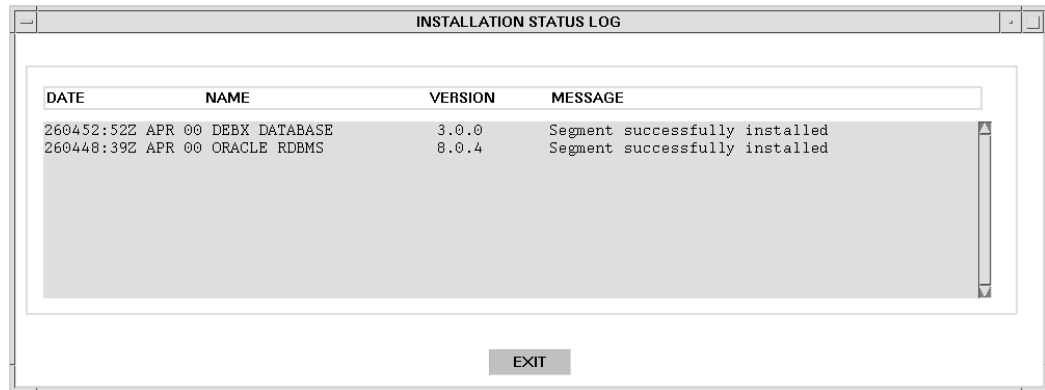 INSTALLATION STATUS LOG
DATE NAME VERSION MESSAGE
260452:52Z APR 00 DEBX DATABASE 3.0.0 Segment successfully installed
260448:39Z APR 00 ORACLE RDBMS 8.0.4 Segment successfully installed
EXIT